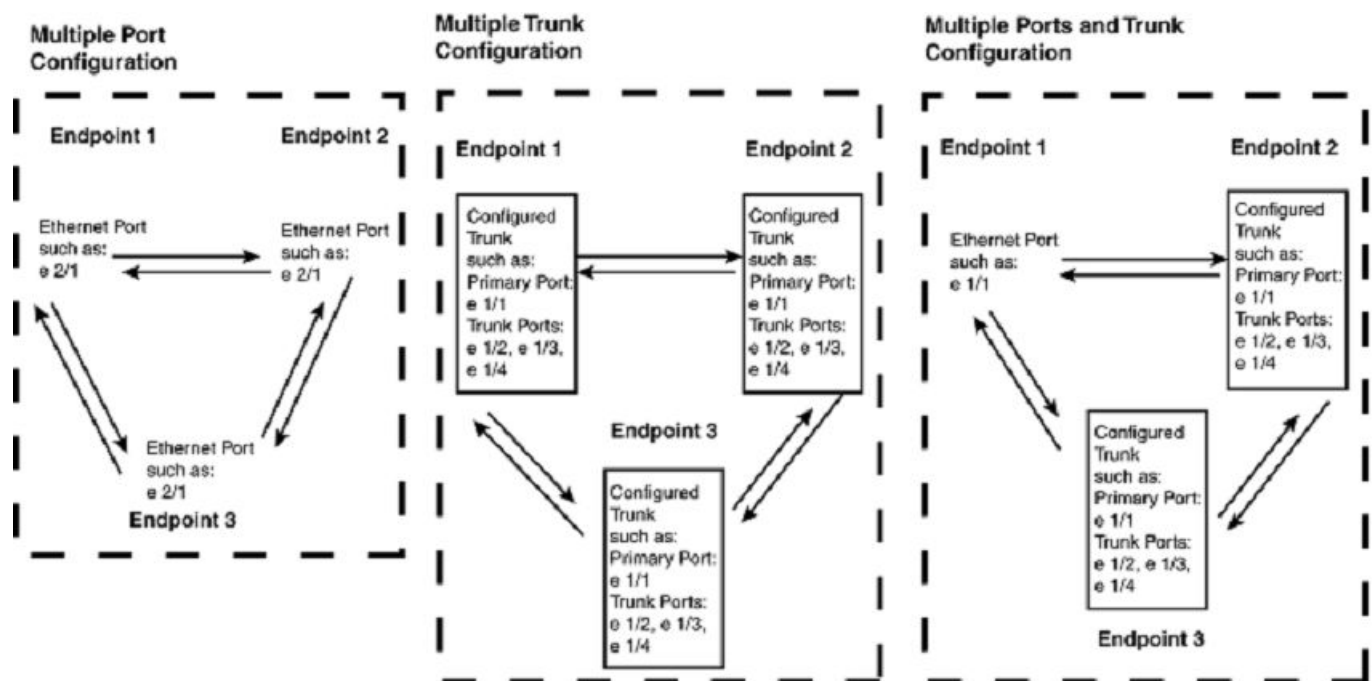 Multiple Port
Configuration
Endpoint 1
Endpoint 2
Ethernet Port
such as:
e 2/1
Ethernet Port
such as:
e 2/1
Ethernet Port
such as:
e 2/1
Endpoint 3
Multiple Trunk
Configuration
Endpoint 1
Endpoint 2
Configured
Trunk
such as:
Primary Port:
e 1/1
Trunk Ports:
e 1/2, e 1/3,
e 1/4
Configured
Trunk
such as:
Primary Port:
e 1/1
Trunk Ports:
e 1/2, e 1/3,
e 1/4
Endpoint 3
Configured
Trunk
such as:
Primary Port:
e 1/1
Trunk Ports:
e 1/2, e 1/3,
e 1/4
Multiple Ports and Trunk
Configuration
Endpoint 1
Endpoint 2
Ethernet Port
such as:
e 1/1
Configured
Trunk
such as:
Primary Port:
e 1/1
Trunk Ports:
e 1/2, e 1/3,
e 1/4
Configured
Trunk
such as:
Primary Port:
e 1/1
Trunk Ports:
e 1/2, e 1/3,
e 1/4
Endpoint 3